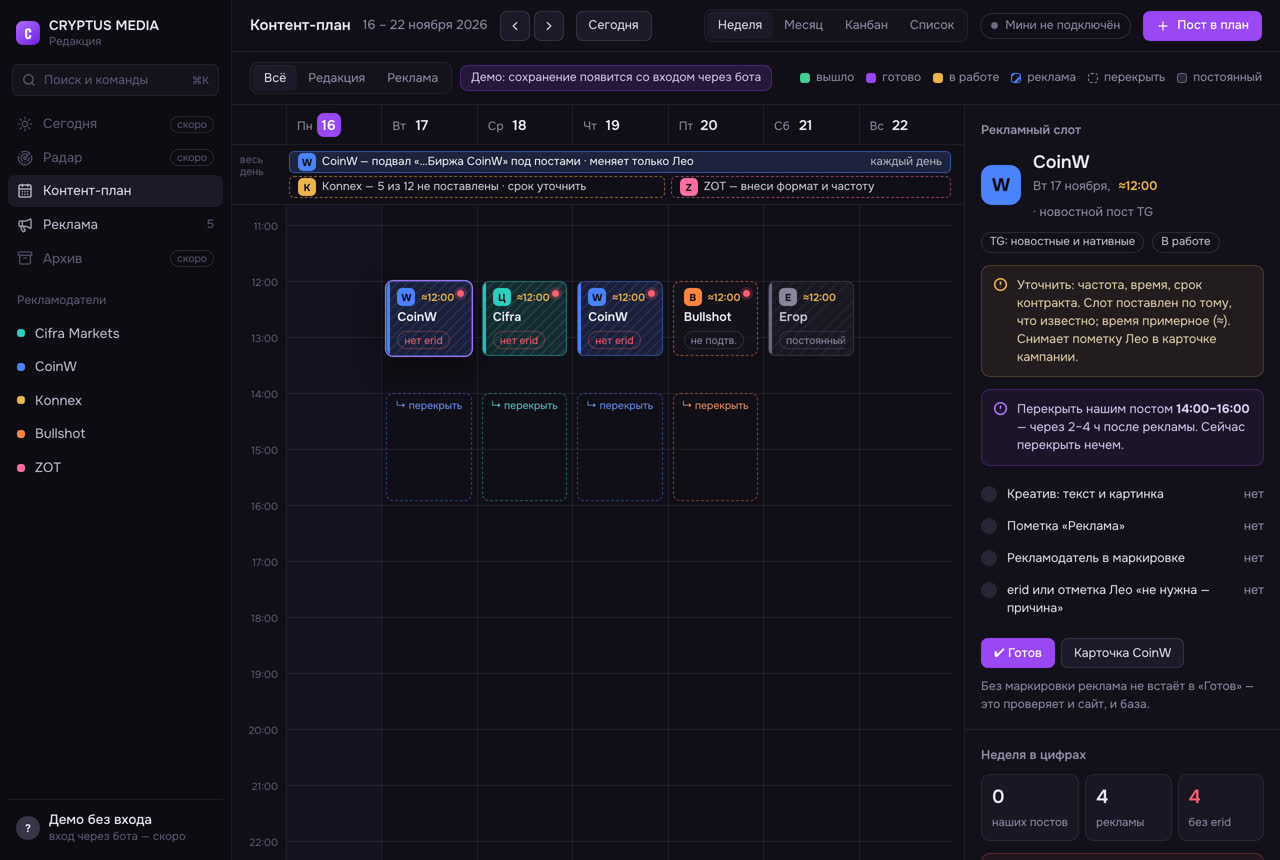 C
CRYPTUS MEDIA
Редакция
Поиск и команды
⌘K
Сегодня
скоро
Радар
скоро
Контент-план
Реклама
5
Архив
скоро
Рекламодатели
Cifra Markets
CoinW
Konnex
Bullshot
ZOT
?
Демо без входа
вход через бота — скоро
Контент-план
16 – 22 ноября 2026
‹
›
Сегодня
Неделя
Месяц
Канбан
Список
Мини не подключён
+ Пост в план
Всё
Редакция
Реклама
Демо: сохранение появится со входом через бота
вышло
готово
в работе
реклама
перекрыть
постоянный
Пн 16
Вт 17
Ср 18
Чт 19
Пт 20
Сб 21
Вс 22
весь
день
W CoinW — подвал «…Биржа CoinW» под постами · меняет только Лео
каждый день
K Konnex — 5 из 12 не поставлены · срок уточнить
Z ZOT — внеси формат и частоту
11:00
12:00
13:00
14:00
15:00
16:00
17:00
18:00
19:00
20:00
21:00
22:00
W ≈12:00
CoinW
нет erid
Ц ≈12:00
Cifra
нет erid
W ≈12:00
CoinW
нет erid
B ≈12:00
Bullshot
не подтв.
Е ≈12:00
Егор
постоянный
↳ перекрыть
↳ перекрыть
↳ перекрыть
↳ перекрыть
Рекламный слот
W
CoinW
Вт 17 ноября, ≈12:00
· новостной пост TG
TG: новостные и нативные
В работе
Уточнить: частота, время, срок
контракта. Слот поставлен по тому,
что известно; время примерное (≈).
Снимает пометку Лео в карточке
кампании.
Перекрыть нашим постом 14:00–16:00
— через 2–4 ч после рекламы. Сейчас
перекрыть нечем.
Креатив: текст и картинка
нет
Пометка «Реклама»
нет
Рекламодатель в маркировке
нет
erid или отметка Лео «не нужна —
причина»
нет
✔ Готов
Карточка CoinW
Без маркировки реклама не встаёт в «Готов» —
это проверяет и сайт, и база.
Неделя в цифрах
0
наших постов
4
рекламы
4
без erid